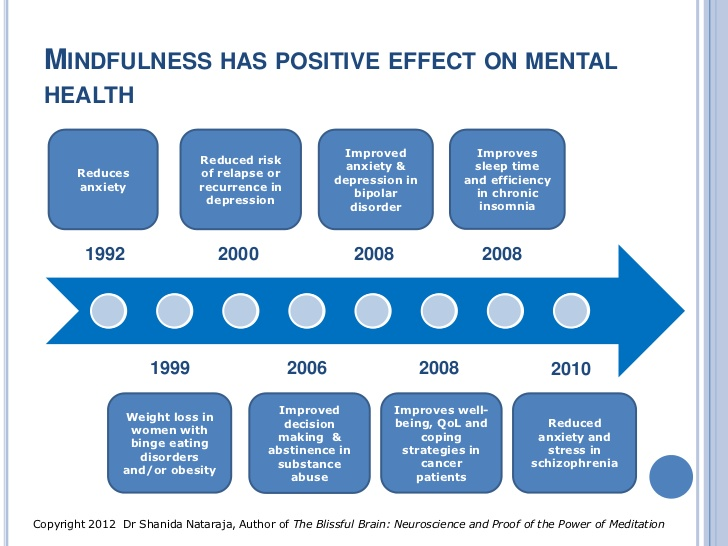 MINDFULNESS HAS POSITIVE EFFECT ON MENTAL
HEALTH
Reduces
anxiety
Reduced risk
of relapse or
recurrence in
depression
Improved
anxiety &
depression in
bipolar
disorder
Improves
sleep time
and efficiency
in chronic
insomnia
1992
2000
2008
2008
1999
2006
2008
2010
Weight loss in
women with
binge eating
disorders
and/or obesity
Improved
decision
making &
abstinence in
substance
abuse
Improves well-
being, QoL and
coping
strategies in
cancer
patients
Reduced
anxiety and
stress in
schizophrenia
Copyright 2012 Dr Shanida Nataraja, Author of The Blissful Brain: Neuroscience and Proof of the Power of Meditation